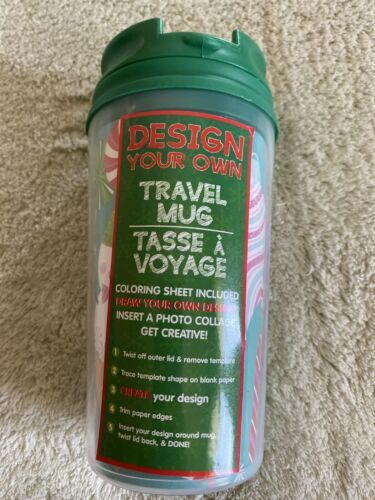 DESIGN
YOUR OWN
TRAVEL
MUG
TASSE À
VOYAGE
COLORING SHEET INCLUDED
DRAW YOUR OWN DESIGN
INSERT A PHOTO COLLAGE
GET CREATIVE!
1 Twist off outer lid & remove template
2 Trace template shape on blank paper
3 CREATE your design
4 Trim paper edges
5 Insert your design around mug,
twist lid back, & DONE!